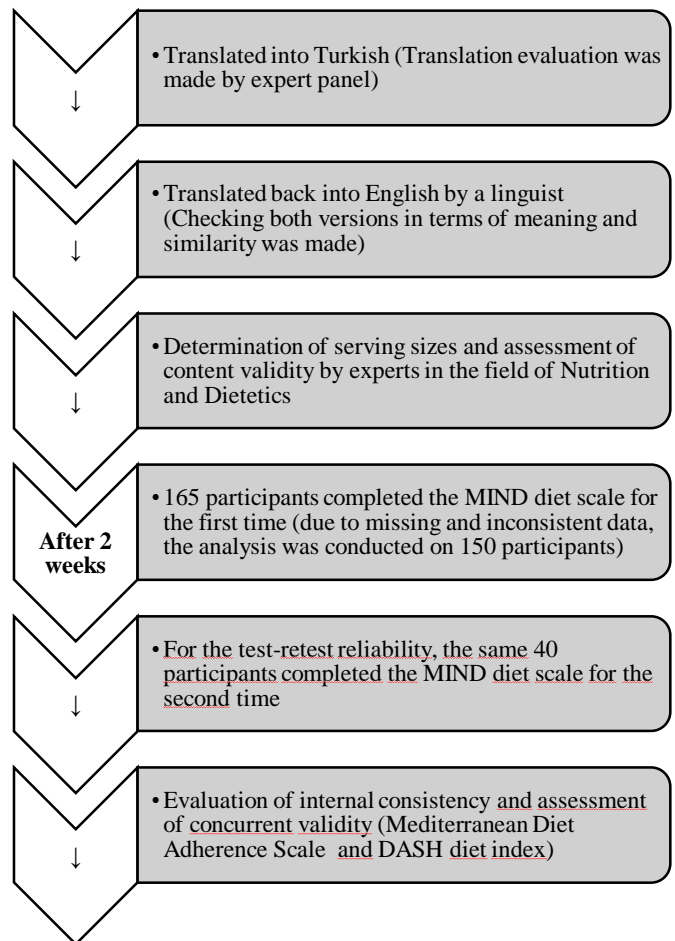 ↓
• Translated into Turkish (Translation evaluation was
made by expert panel)
↓
• Translated back into English by a linguist
(Checking both versions in terms of meaning and
similarity was made)
↓
• Determination of serving sizes and assessment of
content validity by experts in the field of Nutrition
and Dietetics
After 2
weeks
• 165 participants completed the MIND diet scale for
the first time (due to missing and inconsistent data,
the analysis was conducted on 150 participants)
↓
• For the test-retest reliability, the same 40
participants completed the MIND diet scale for the
second time
↓
• Evaluation of internal consistency and assessment
of concurrent validity (Mediterranean Diet
Adherence Scale and DASH diet index)